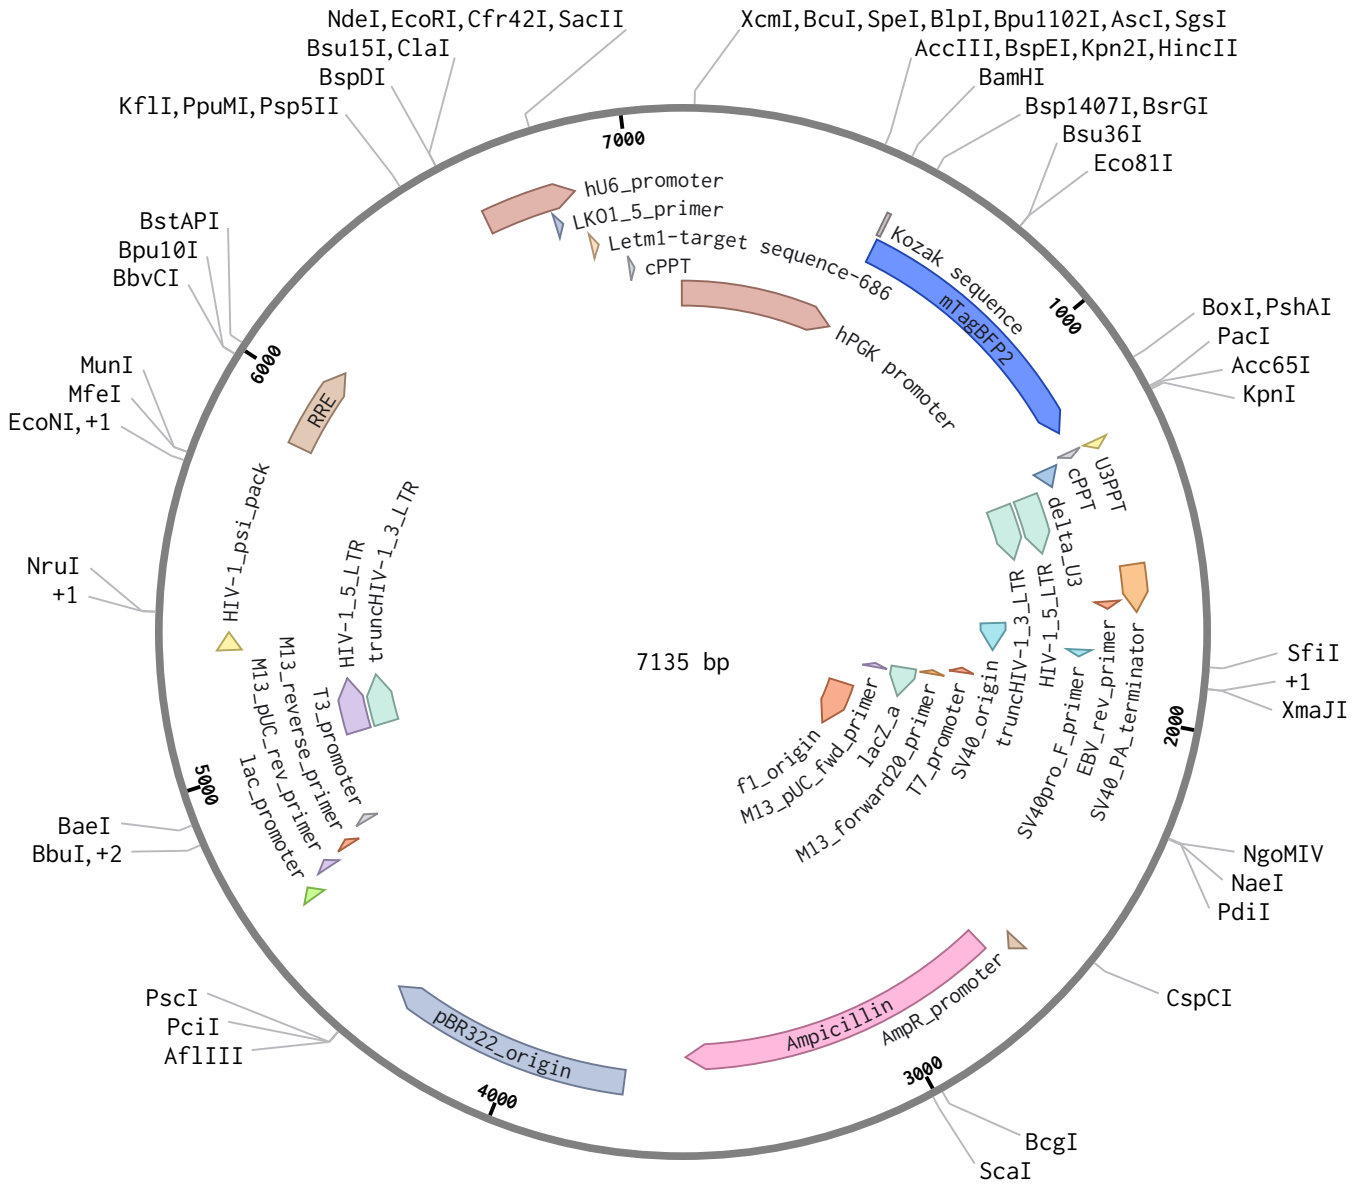 NdeI,EcoRI,Cfr42I,SacII
XcmI,BcuI,SpeI,BlpI,Bpu1102I,AscI,SgsI
Bsu15I,ClaI
AccIII,BspEI,Kpn2I,HincII
BspDI
BamHI
KflI,PpuMI,Psp5II
Bsp1407I,BsrGI
Bsu36I
Eco81I
7000
hU6_promoter
LKO1_5_primer
Letm1-target sequence-686
cPPT
Kozak sequence
mTagBFP2
hPGK promoter
1000
BstAPI
Bpu10I
BbvCI
6000
BoxI,PshAI
PacI
Acc65I
KpnI
MunI
MfeI
EcoNI,+1
RRE
U3PPT
cPPT
delta_U3
HIV-1_psi_pack
HIV-1_5_LTR
truncHIV-1_3_LTR
NruI
+1
truncHIV-1_3_LTR
HIV-1_5_LTR
SV40_PA_terminator
EBV_rev_primer
SV40pro_F_primer
SV40_origin
T7_promoter
M13_forward20_primer
lacZ_a
M13_pUC_fwd_primer
f1_origin
7135 bp
SfiI
+1
XmaJI
2000
M13_reverse_primer
M13_pUC_rev_primer
T3_promoter
lac_promoter
5000
BaeI
BbuI,+2
NgoMIV
NaeI
PdiI
CspCI
AmpR_promoter
Ampicillin
pBR322_origin
PscI
PciI
AflIII
4000
3000
BcgI
ScaI